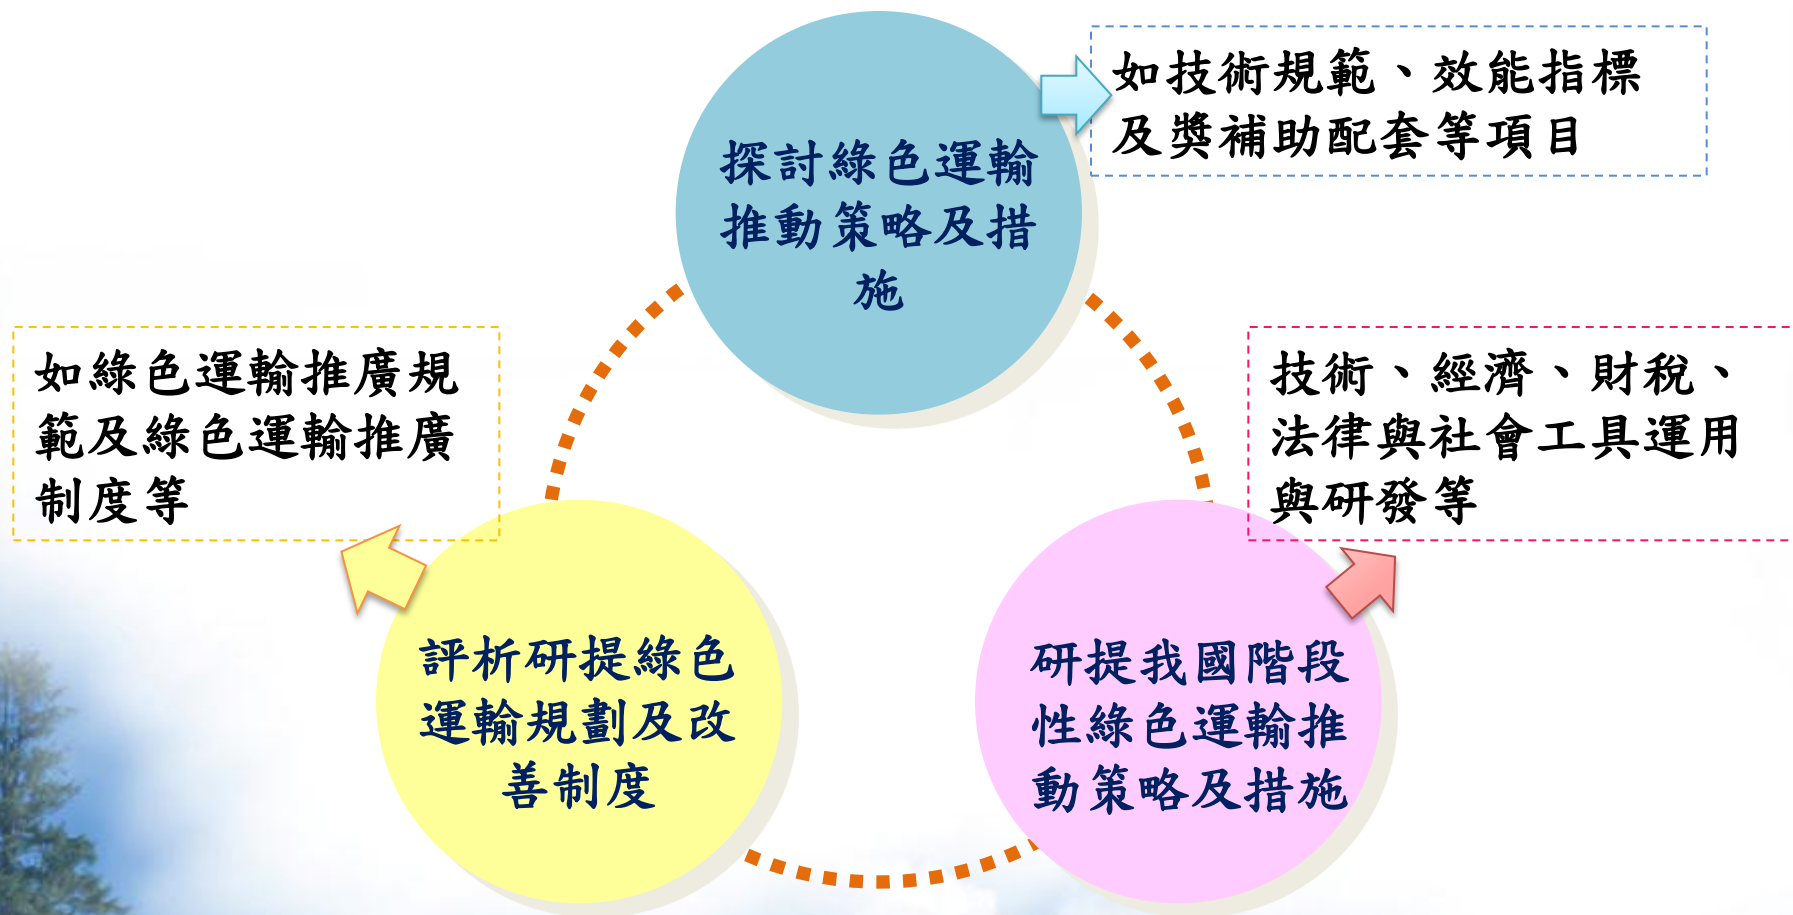 探討綠色運輸
推動策略及措
施
如技術規範、效能指標
及獎補助配套等項目
如綠色運輸推廣規
範及綠色運輸推廣
制度等
技術、經濟、財稅、
法律與社會工具運用
與研發等
評析研提綠色
運輸規劃及改
善制度
研提我國階段
性綠色運輸推
動策略及措施